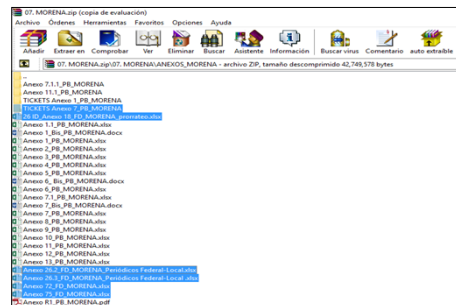 07. MORENA.zip (copia de evaluación)
Archivo Órdenes Herramientas Favoritos Opciones Ayuda
Añadir Extraer en Comprobar Ver Eliminar Buscar Asistente Información Buscar virus Comentario auto extraíble
07. MORENA.zip\07. MORENA\ANEXOS_MORENA - archivo ZIP, tamaño descomprimido 42,749,578 bytes
..
Anexo 7.1.1_PB_MORENA
Anexo 11.1_PB_MORENA
TICKETS Anexo 1_PB_MORENA
TICKETS Anexo 7_PB_MORENA
26 ID_Anexo 18_FD_MORENA_prorrateo.xlsx
Anexo 1.1_PB_MORENA.xlsx
Anexo 1_Bis_PB_MORENA.docx
Anexo 1_PB_MORENA.xlsx
Anexo 2_PB_MORENA.xlsx
Anexo 3_PB_MORENA.xlsx
Anexo 4_PB_MORENA.xlsx
Anexo 5_PB_MORENA.xlsx
Anexo 6_ Bis_PB_MORENA.docx
Anexo 6_PB_MORENA.xlsx
Anexo 7.1_PB_MORENA.xlsx
Anexo 7_Bis_PB_MORENA.docx
Anexo 7_PB_MORENA.xlsx
Anexo 8_PB_MORENA.xlsx
Anexo 9_PB_MORENA.xlsx
Anexo 10_PB_MORENA.xlsx
Anexo 11_PB_MORENA.xlsx
Anexo 12_PB_MORENA.xlsx
Anexo 13_PB_MORENA.xlsx
Anexo 26.2_FD_MORENA_Periódicos Federal-Local.xlsx
Anexo 26.3_FD_MORENA_Periódicos Federal-Local .xlsx
Anexo 72_FD_MORENA.xlsx
Anexo 75_FD_MORENA.xlsx
Anexo R1_PB_MORENA.pdf